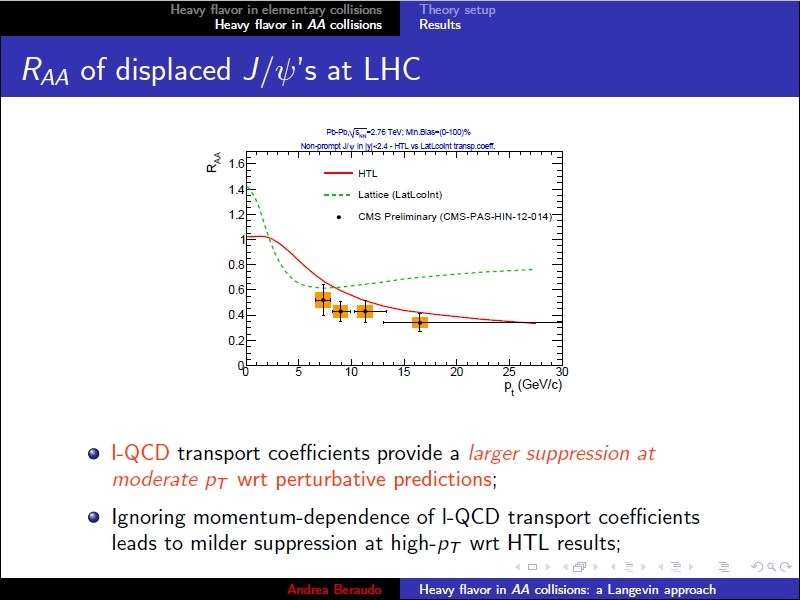 Heavy flavor in elementary collisions
Heavy flavor in AA collisions
Theory setup
Results
R_AA of displaced J/ψ's at LHC
Pb-Pb,√s_NN=2.76 TeV; Min.Bias=(0-100)%
Non-prompt J/ψ in |y|<2.4 - HTL vs LatLcoInt transp.coeff.
R_AA
1.6
1.4
1.2
1
0.8
0.6
0.4
0.2
0
HTL
Lattice (LatLcoInt)
CMS Preliminary (CMS-PAS-HIN-12-014)
0 5 10 15 20 25 30
p_t (GeV/c)
l-QCD transport coefficients provide a larger suppression at
moderate p_T wrt perturbative predictions;
Ignoring momentum-dependence of l-QCD transport coefficients
leads to milder suppression at high-p_T wrt HTL results;
Andrea Beraudo
Heavy flavor in AA collisions: a Langevin approach